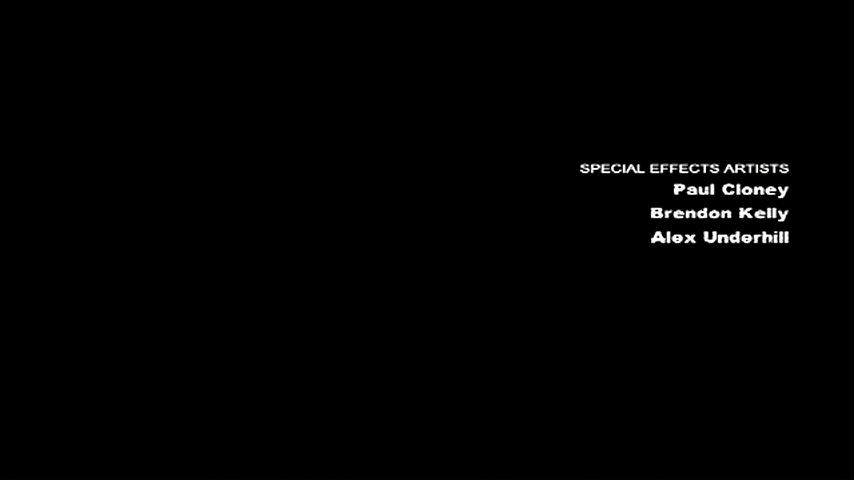 SPECIAL EFFECTS ARTISTS
Paul Cloney
Brendon Kelly
Alex Underhill